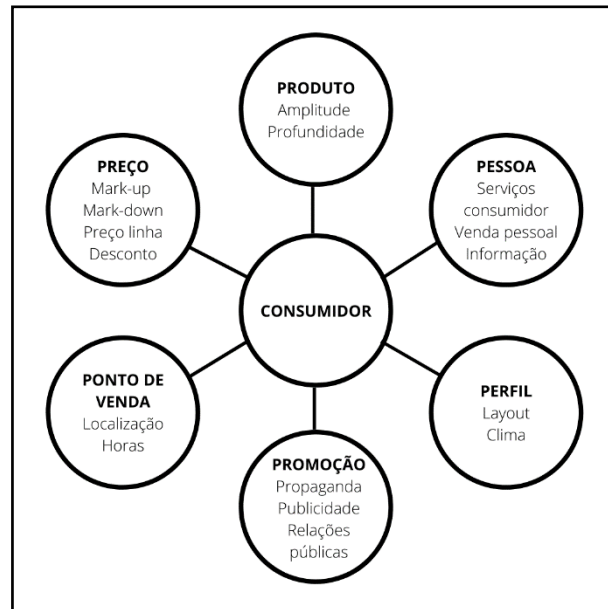 PRODUTO
Amplitude
Profundidade
PREÇO
Mark-up
Mark-down
Preço linha
Desconto
PESSOA
Serviços
consumidor
Venda pessoal
Informação
CONSUMIDOR
PONTO DE
VENDA
Localização
Horas
PERFIL
Layout
Clima
PROMOÇÃO
Propaganda
Publicidade
Relações
públicas